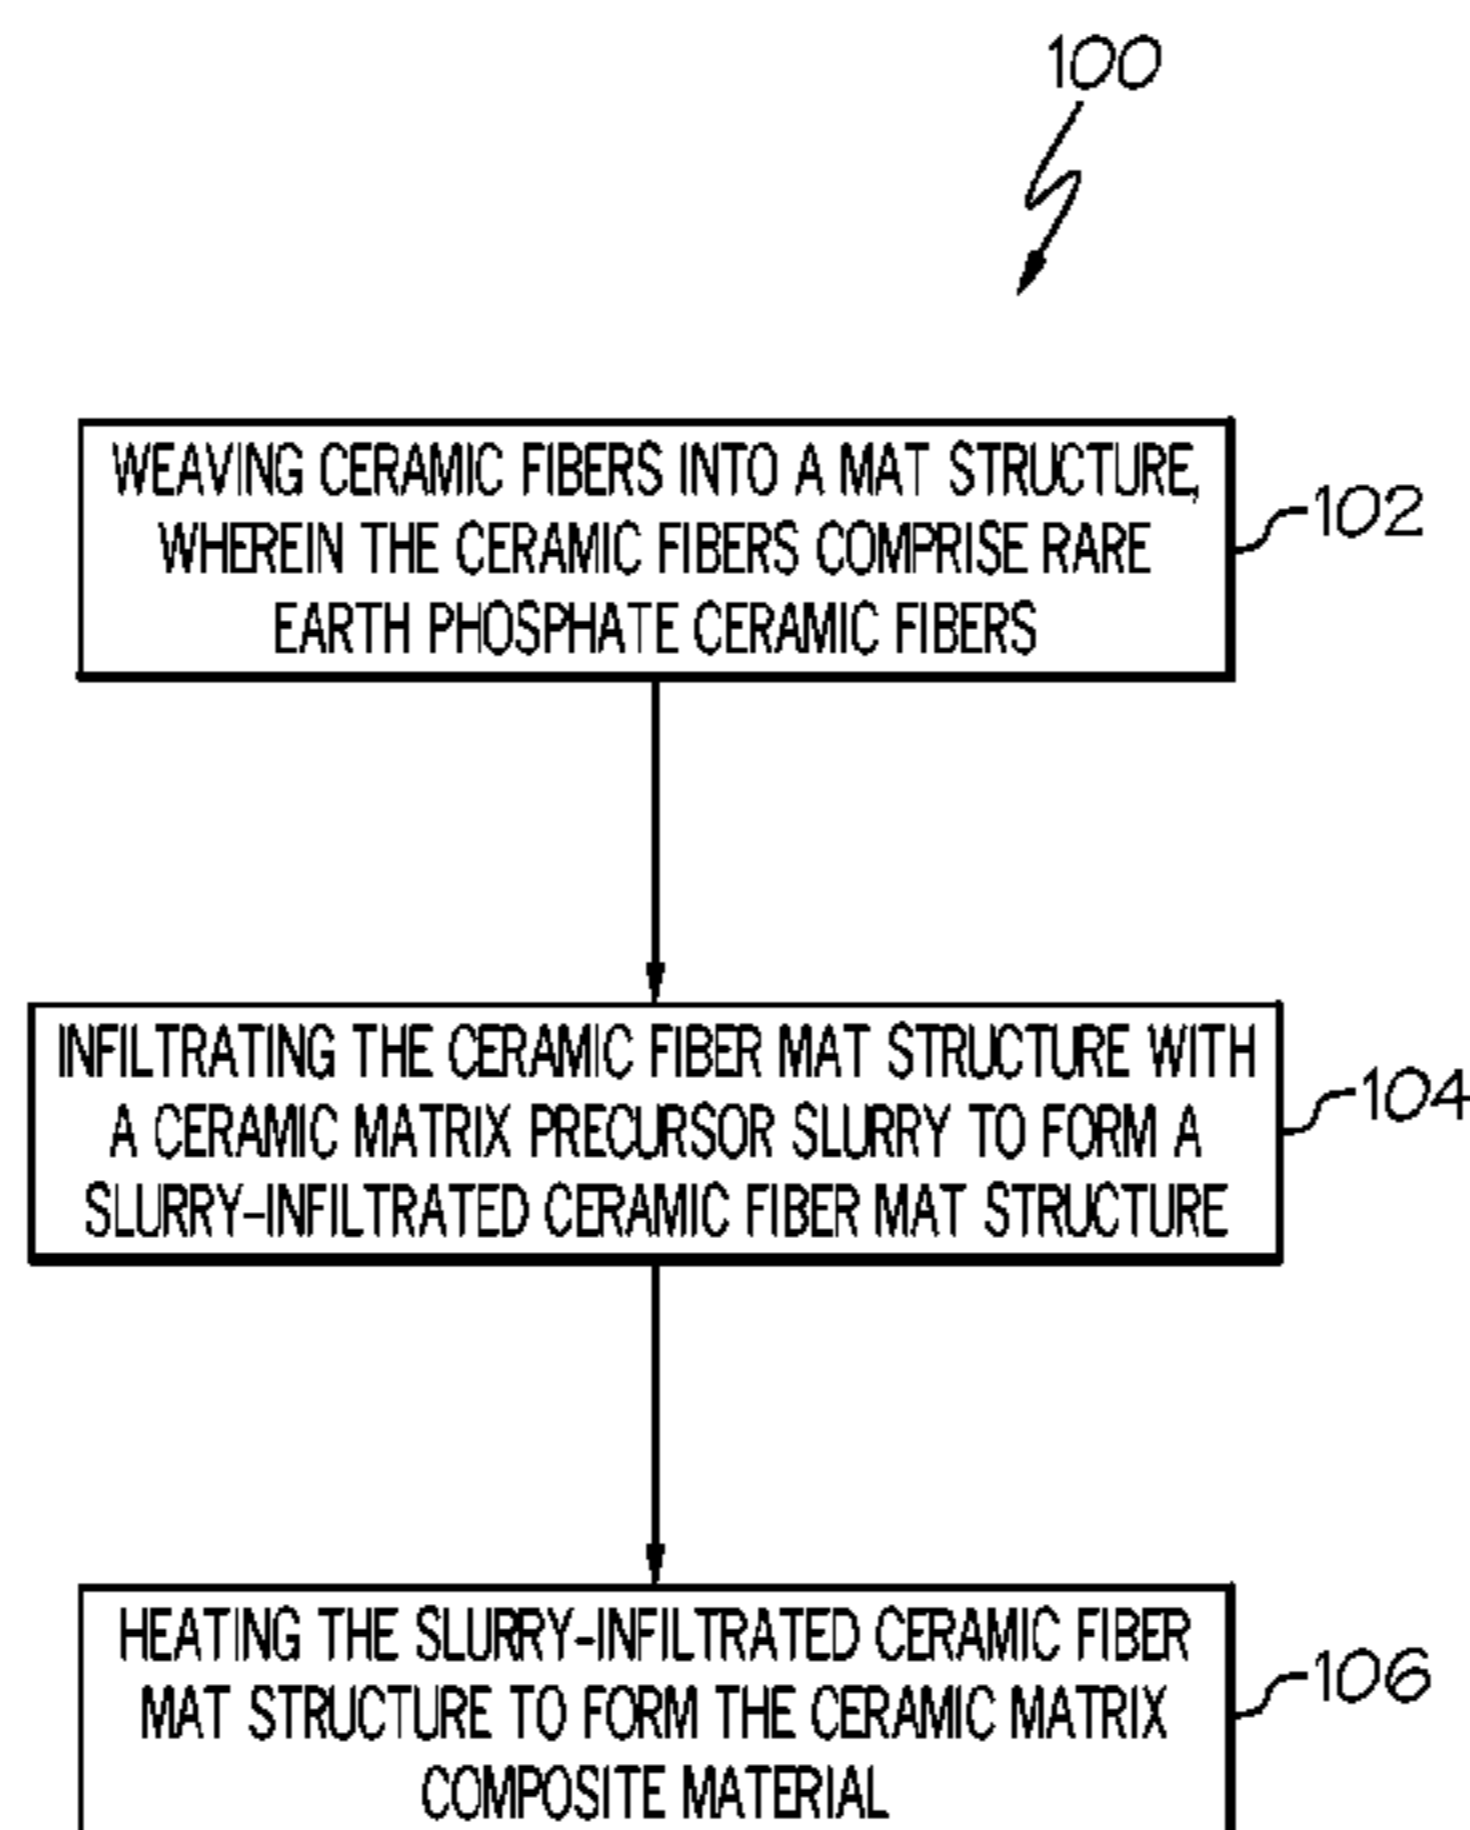 100
WEAVING CERAMIC FIBERS INTO A MAT STRUCTURE,
WHEREIN THE CERAMIC FIBERS COMPRISE RARE
EARTH PHOSPHATE CERAMIC FIBERS
102
INFILTRATING THE CERAMIC FIBER MAT STRUCTURE WITH
A CERAMIC MATRIX PRECURSOR SLURRY TO FORM A
SLURRY-INFILTRATED CERAMIC FIBER MAT STRUCTURE
104
HEATING THE SLURRY-INFILTRATED CERAMIC FIBER
MAT STRUCTURE TO FORM THE CERAMIC MATRIX
COMPOSITE MATERIAL
106